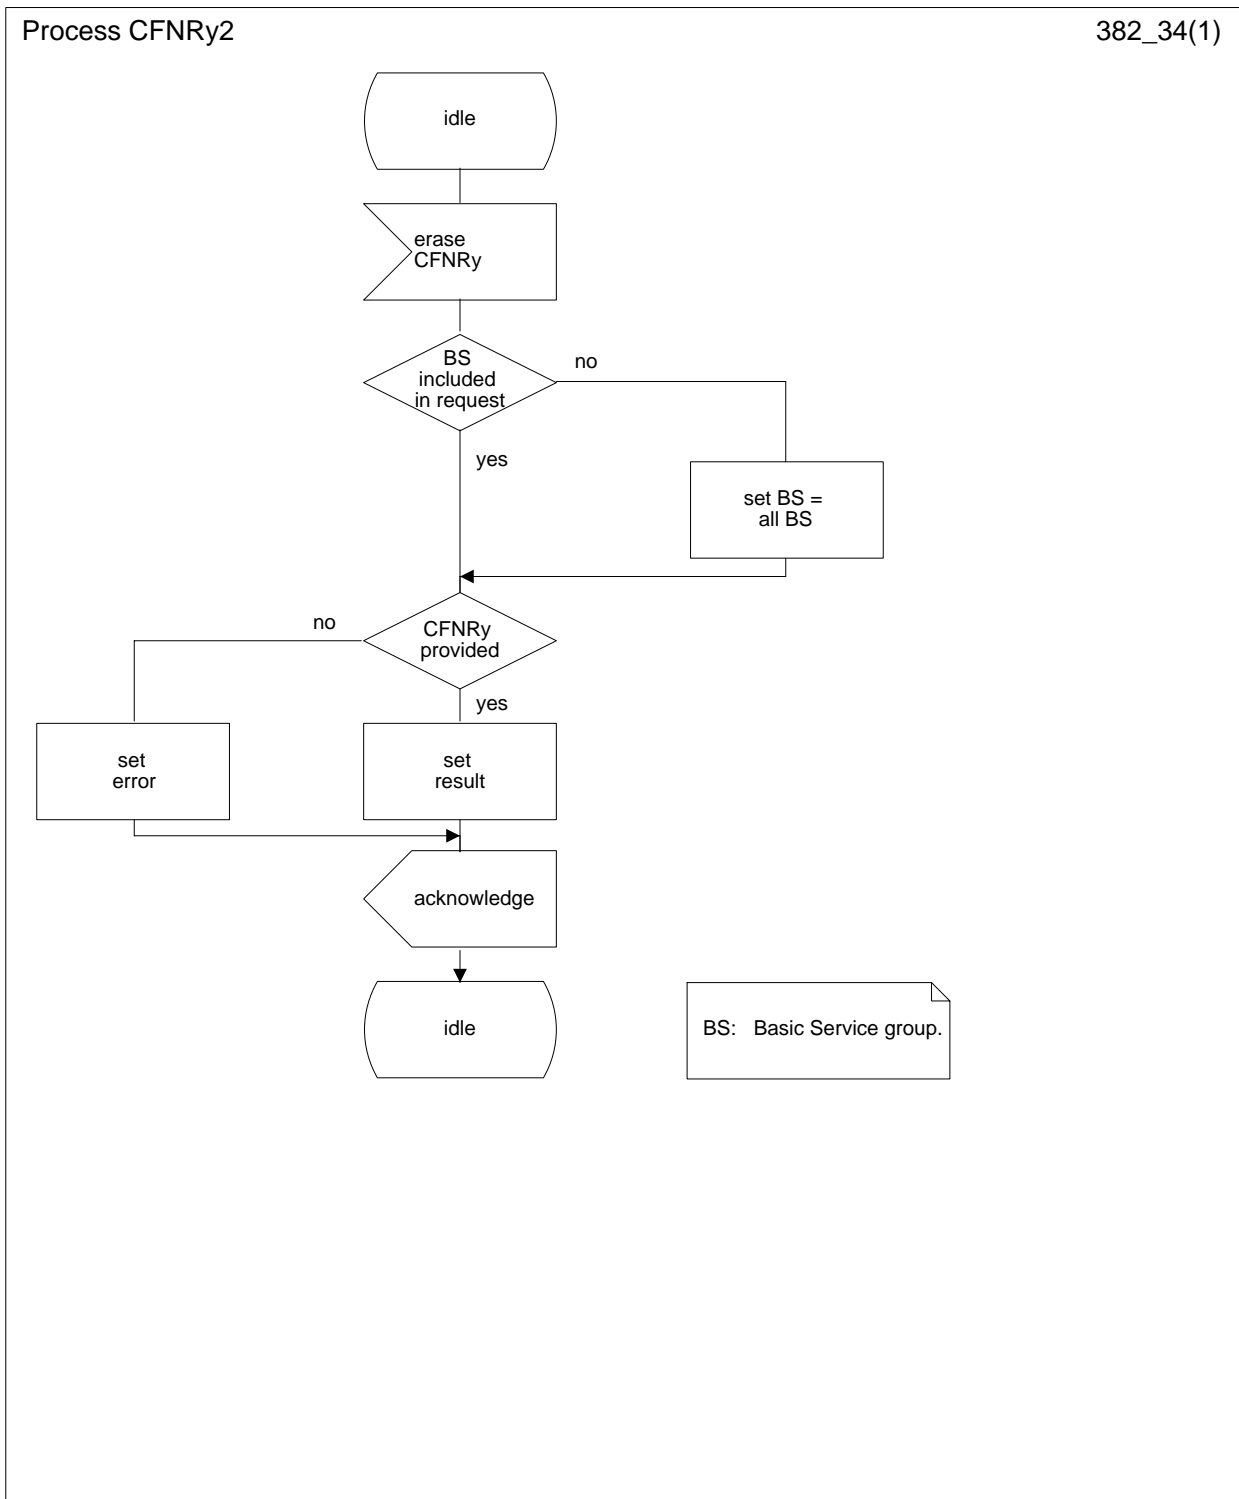 Process CFNRy2
382_34(1)
idle
erase
CFNRy
BS
included
in request
no
yes
set BS =
all BS
no
CFNRy
provided
yes
set
error
set
result
acknowledge
idle
BS: Basic Service group.